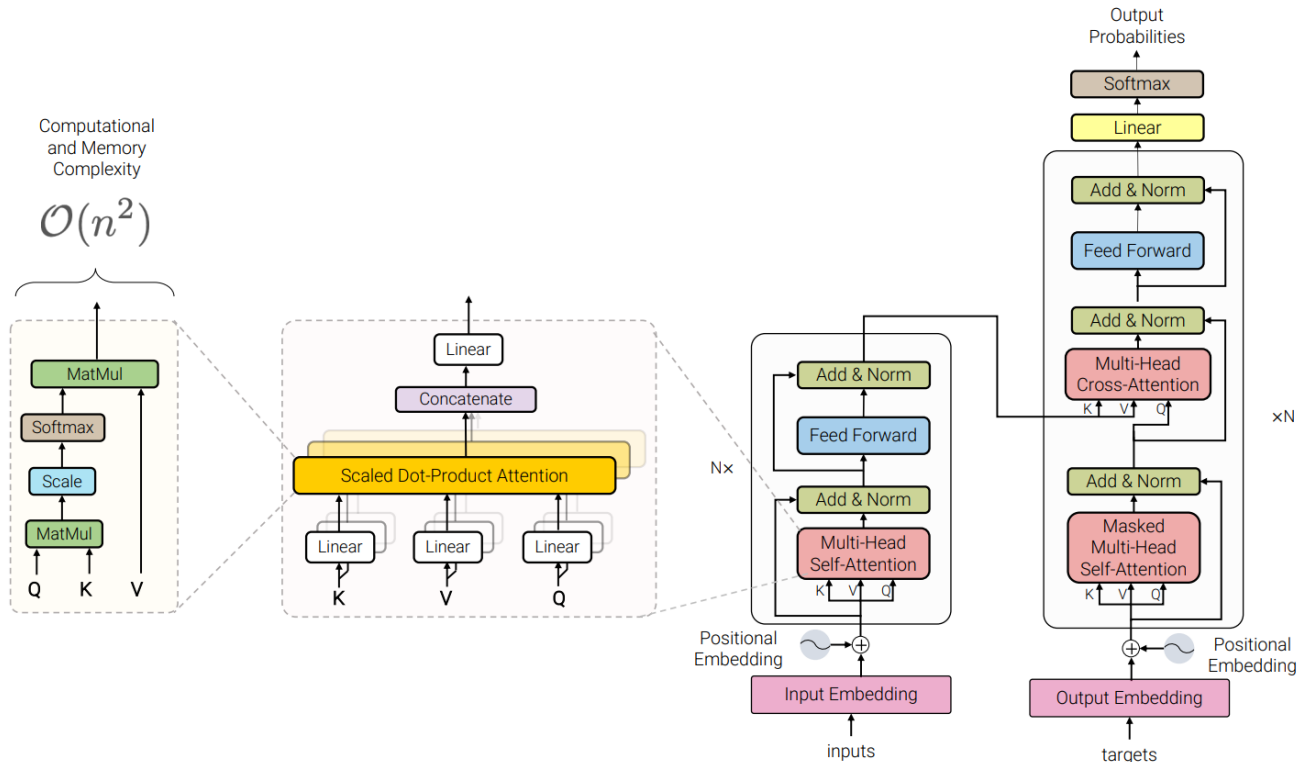 Computational
and Memory
Complexity
O(n²)
MatMul
Softmax
Scale
MatMul
Q K V
Linear
Concatenate
Scaled Dot-Product Attention
Linear Linear Linear
K V Q
N×
Add & Norm
Feed Forward
Add & Norm
Multi-Head
Self-Attention
K V Q
Positional
Embedding
Input Embedding
inputs
Output
Probabilities
Softmax
Linear
Add & Norm
Feed Forward
Add & Norm
Multi-Head
Cross-Attention
K V Q
×N
Add & Norm
Masked
Multi-Head
Self-Attention
K V Q
Positional
Embedding
Output Embedding
targets